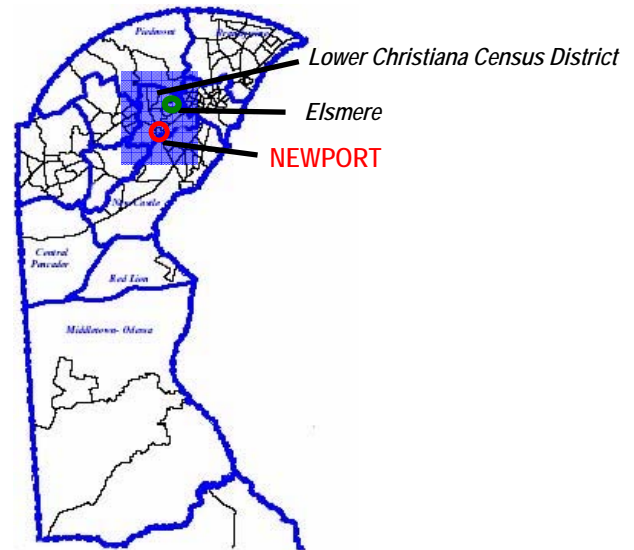 Piedmont
Brandywine
Lower Christiana Census District
Elsmere
NEWPORT
New Castle
Central
Pencader
Red Lion
Middletown- Odessa